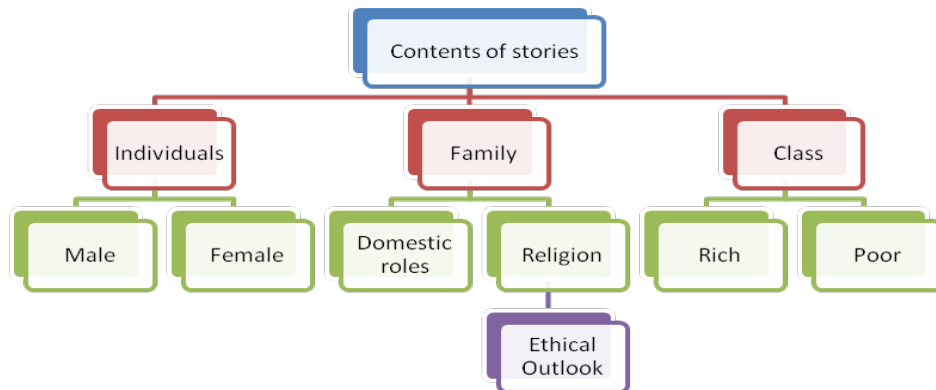 Contents of stories
Individuals
Family
Class
Male
Female
Domestic
roles
Religion
Rich
Poor
Ethical
Outlook